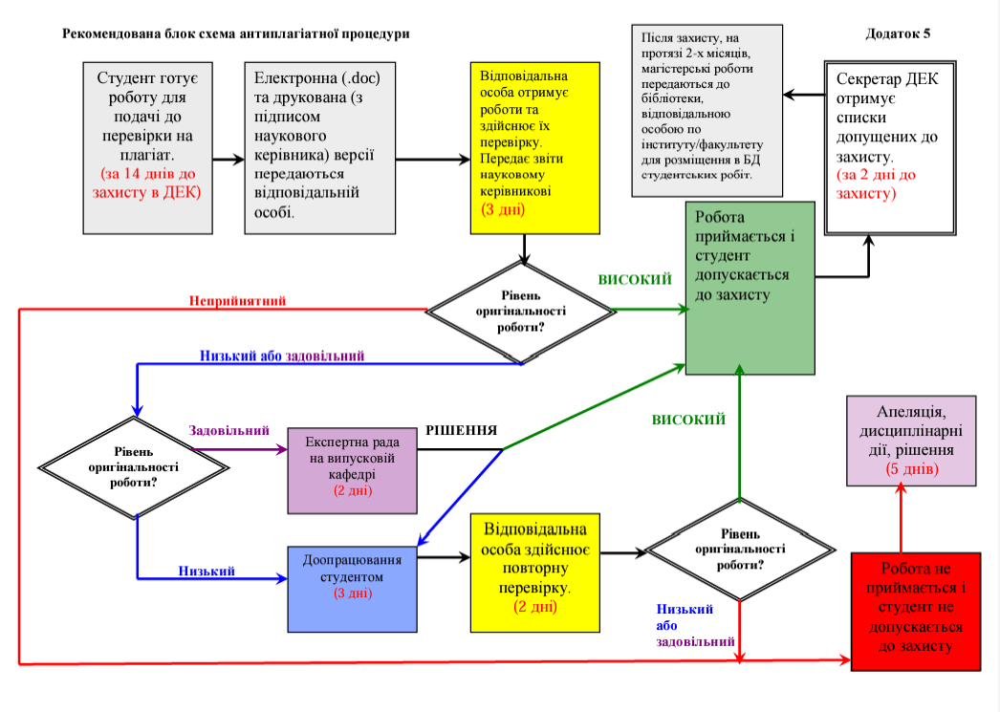 Рекомендована блок схема антиплагіатної процедури
Додаток 5
Студент готує
роботу для
подачі до
перевірки на
плагіат.
(за 14 днів до
захисту в ДЕК)
Електронна (.doc)
та друкована (з
підписом
наукового
керівника) версії
передаються
відповідальній
особі.
Відповідальна
особа отримує
роботи та
здійснює їх
перевірку.
Передає звіти
науковому
керівникові
(3 дні)
Після захисту, на
протязі 2-х місяців,
магістерські роботи
передаються до
бібліотеки,
відповідальною
особою по
інституту/факультету
для розміщення в БД
студентських робіт.
Секретар ДЕК
отримує
списки
допущених до
захисту.
(за 2 дні до
захисту)
Робота
приймається і
студент
допускається
до захисту
ВИСОКИЙ
Рівень
оригінальності
роботи?
Неприйнятний
Низький або задовільний
Рівень
оригінальності
роботи?
Задовільний
Експертна рада
на випусковій
кафедрі
(2 дні)
РІШЕННЯ
ВИСОКИЙ
Апеляція,
дисциплінарні
дії, рішення
(5 днів)
Низький
Доопрацювання
студентом
(3 дні)
Відповідальна
особа здійснює
повторну
перевірку.
(2 дні)
Рівень
оригінальності
роботи?
Низький
або
задовільний
Робота не
приймається і
студент не
допускається
до захисту